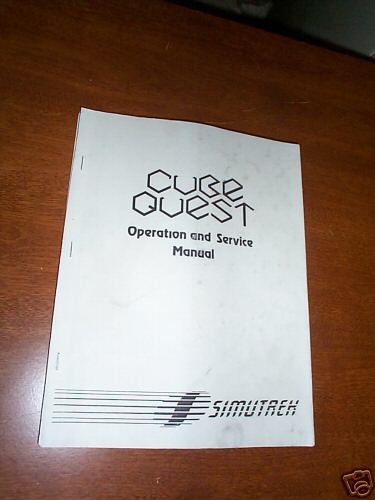 CUBE
QUEST
Operation and Service
Manual
SIMUTREK